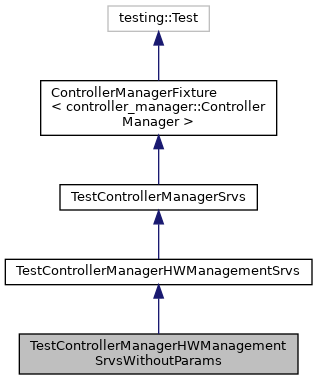 testing::Test
ControllerManagerFixture
< controller_manager::Controller
Manager >
TestControllerManagerSrvs
TestControllerManagerHWManagementSrvs
TestControllerManagerHWManagement
SrvsWithoutParams